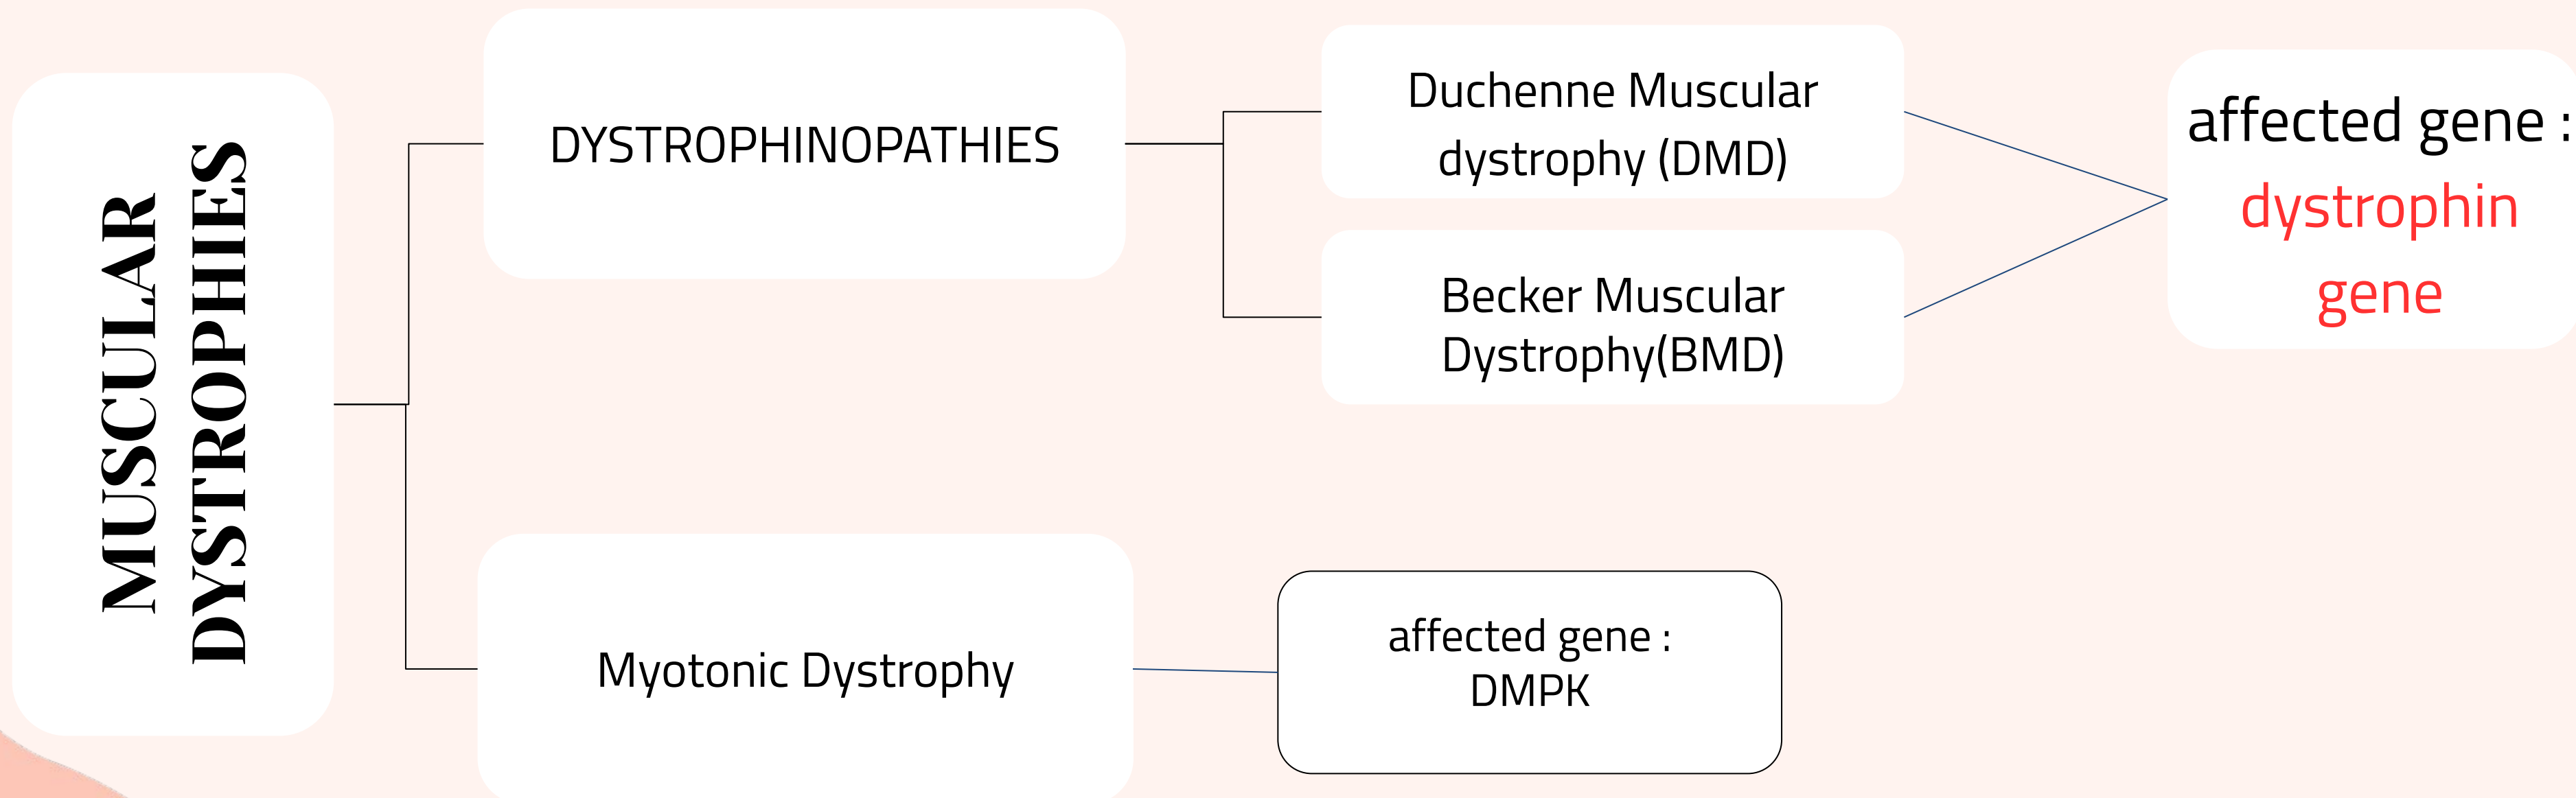 MUSCULAR
DYSTROPHIES
DYSTROPHINOPATHIES
Duchenne Muscular
dystrophy (DMD)
Becker Muscular
Dystrophy(BMD)
affected gene :
dystrophin
gene
Myotonic Dystrophy
affected gene :
DMPK